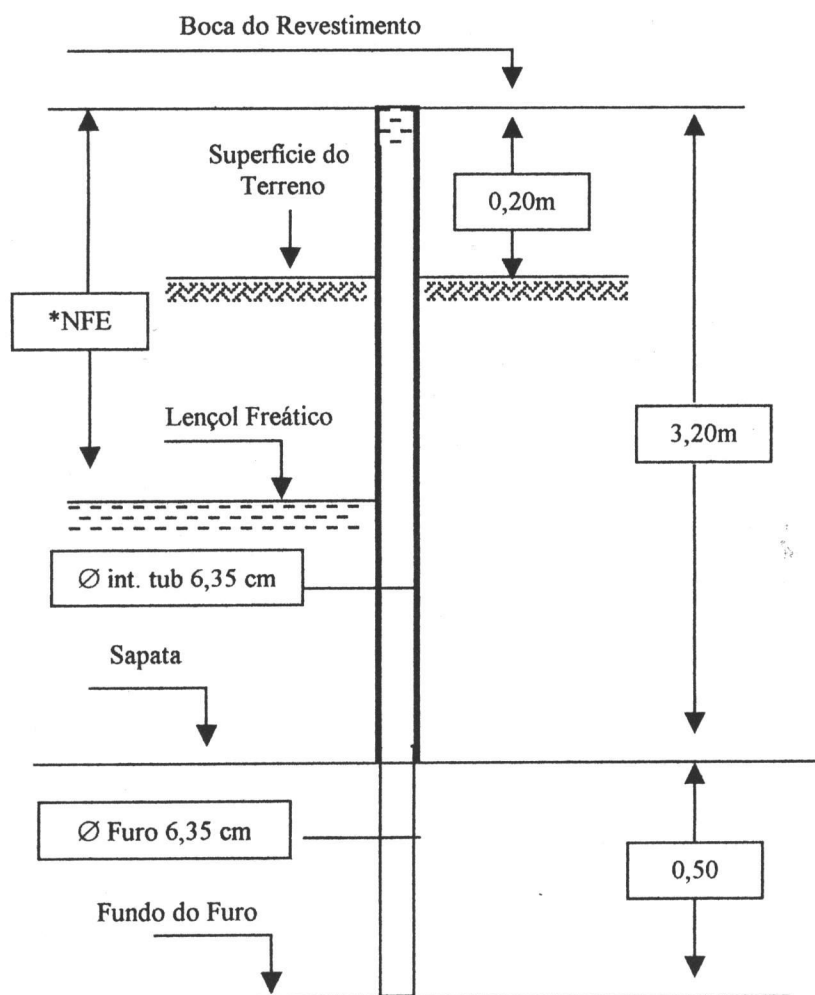 Boca do Revestimento
Superfície do
Terreno
0,20m
*NFE
Lençol Freático
3,20m
Ø int. tub 6,35 cm
Sapata
Ø Furo 6,35 cm
0,50
Fundo do Furo